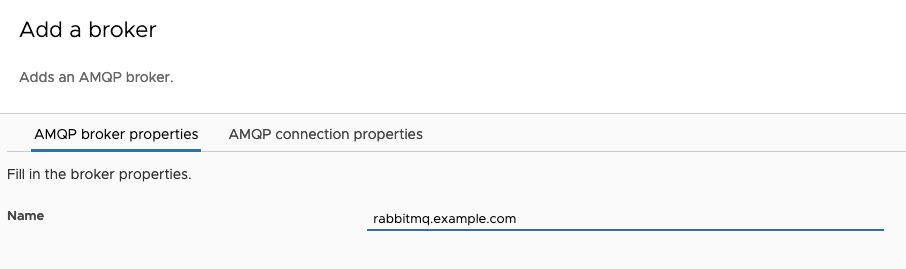 Add a broker
Adds an AMQP broker.
AMQP broker properties AMQP connection properties
Fill in the broker properties.
Name rabbitmq.example.com